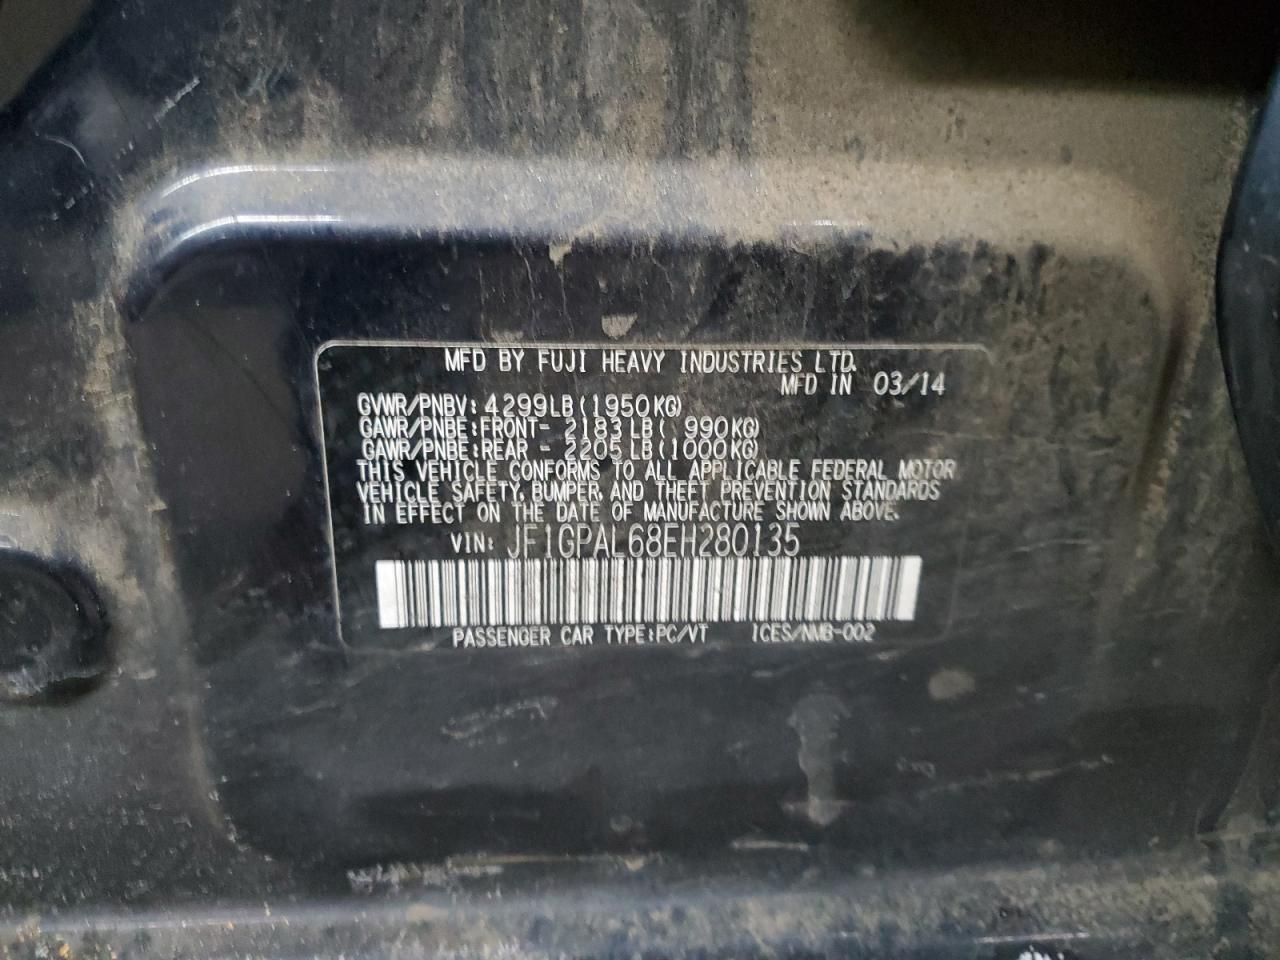 MFD BY FUJI HEAVY INDUSTRIES LTD.
MFD IN 03/14
GVWR/PNBV: 4299LB(1950KG)
GAWR/PNBE:FRONT- 2183LB( 990KG)
GAWR/PNBE:REAR - 2205LB(1000KG)
THIS VEHICLE CONFORMS TO ALL APPLICABLE FEDERAL MOTOR
VEHICLE SAFETY, BUMPER, AND THEFT PREVENTION STANDARDS
IN EFFECT ON THE DATE OF MANUFACTURE SHOWN ABOVE.
VIN: JF1GPAL68EH280135
PASSENGER CAR TYPE:PC/VT ICES/NMB-002